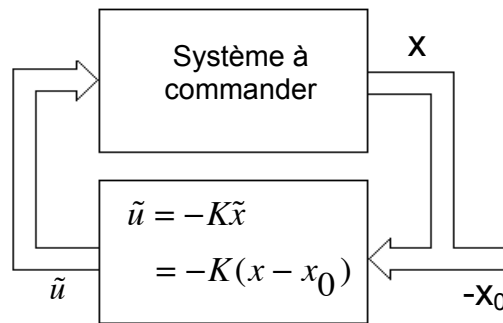 Système à
commander
x
ũ = −Kx̃
= −K(x − x₀)
ũ
-x₀